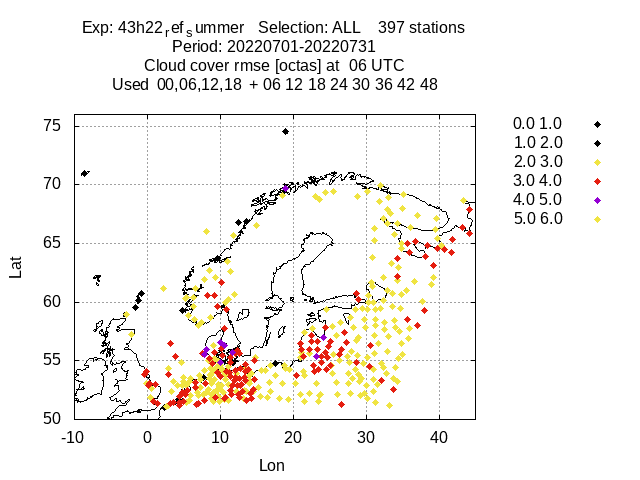 Exp: 43h22refsummer Selection: ALL 397 stations
Period: 20220701-20220731
Cloud cover rmse [octas] at 06 UTC
Used 00,06,12,18 + 06 12 18 24 30 36 42 48
75
70
65
60
55
50
Lat
-10 0 10 20 30 40
Lon
0.0 1.0
1.0 2.0
2.0 3.0
3.0 4.0
4.0 5.0
5.0 6.0